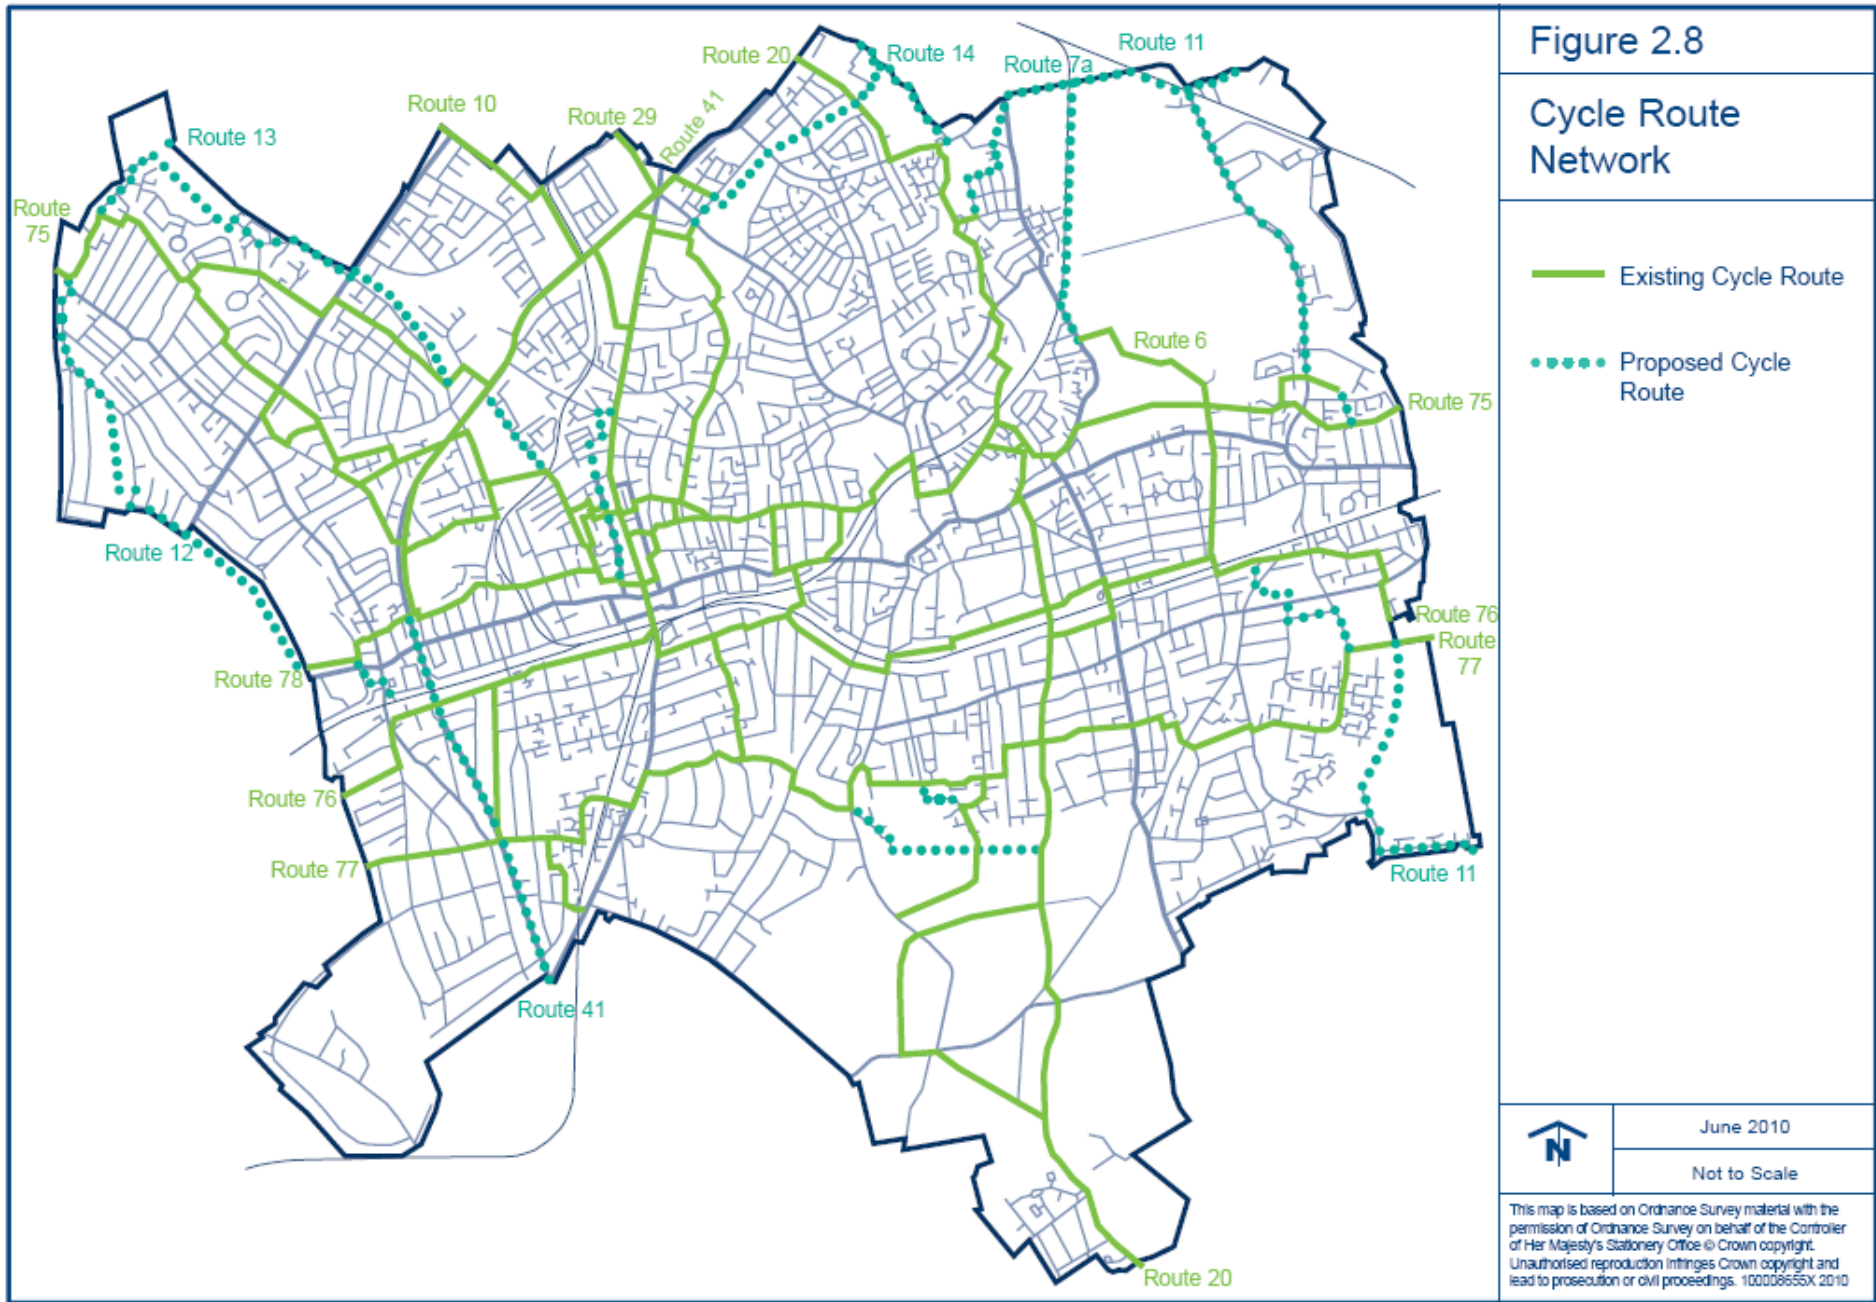 Figure 2.8
Cycle Route
Network
Existing Cycle Route
Proposed Cycle
Route
Route 20
Route 14
Route 11
Route 7a
Route 10
Route 29
Route 41
Route 13
Route
75
Route 6
Route 75
Route 12
Route 76
Route
77
Route 78
Route 76
Route 77
Route 11
Route 41
Route 20
N
June 2010
Not to Scale
This map is based on Ordnance Survey material with the
permission of Ordnance Survey on behalf of the Controller
of Her Majesty's Stationery Office © Crown copyright.
Unauthorised reproduction infringes Crown copyright and
lead to prosecution or civil proceedings. 100008655X 2010